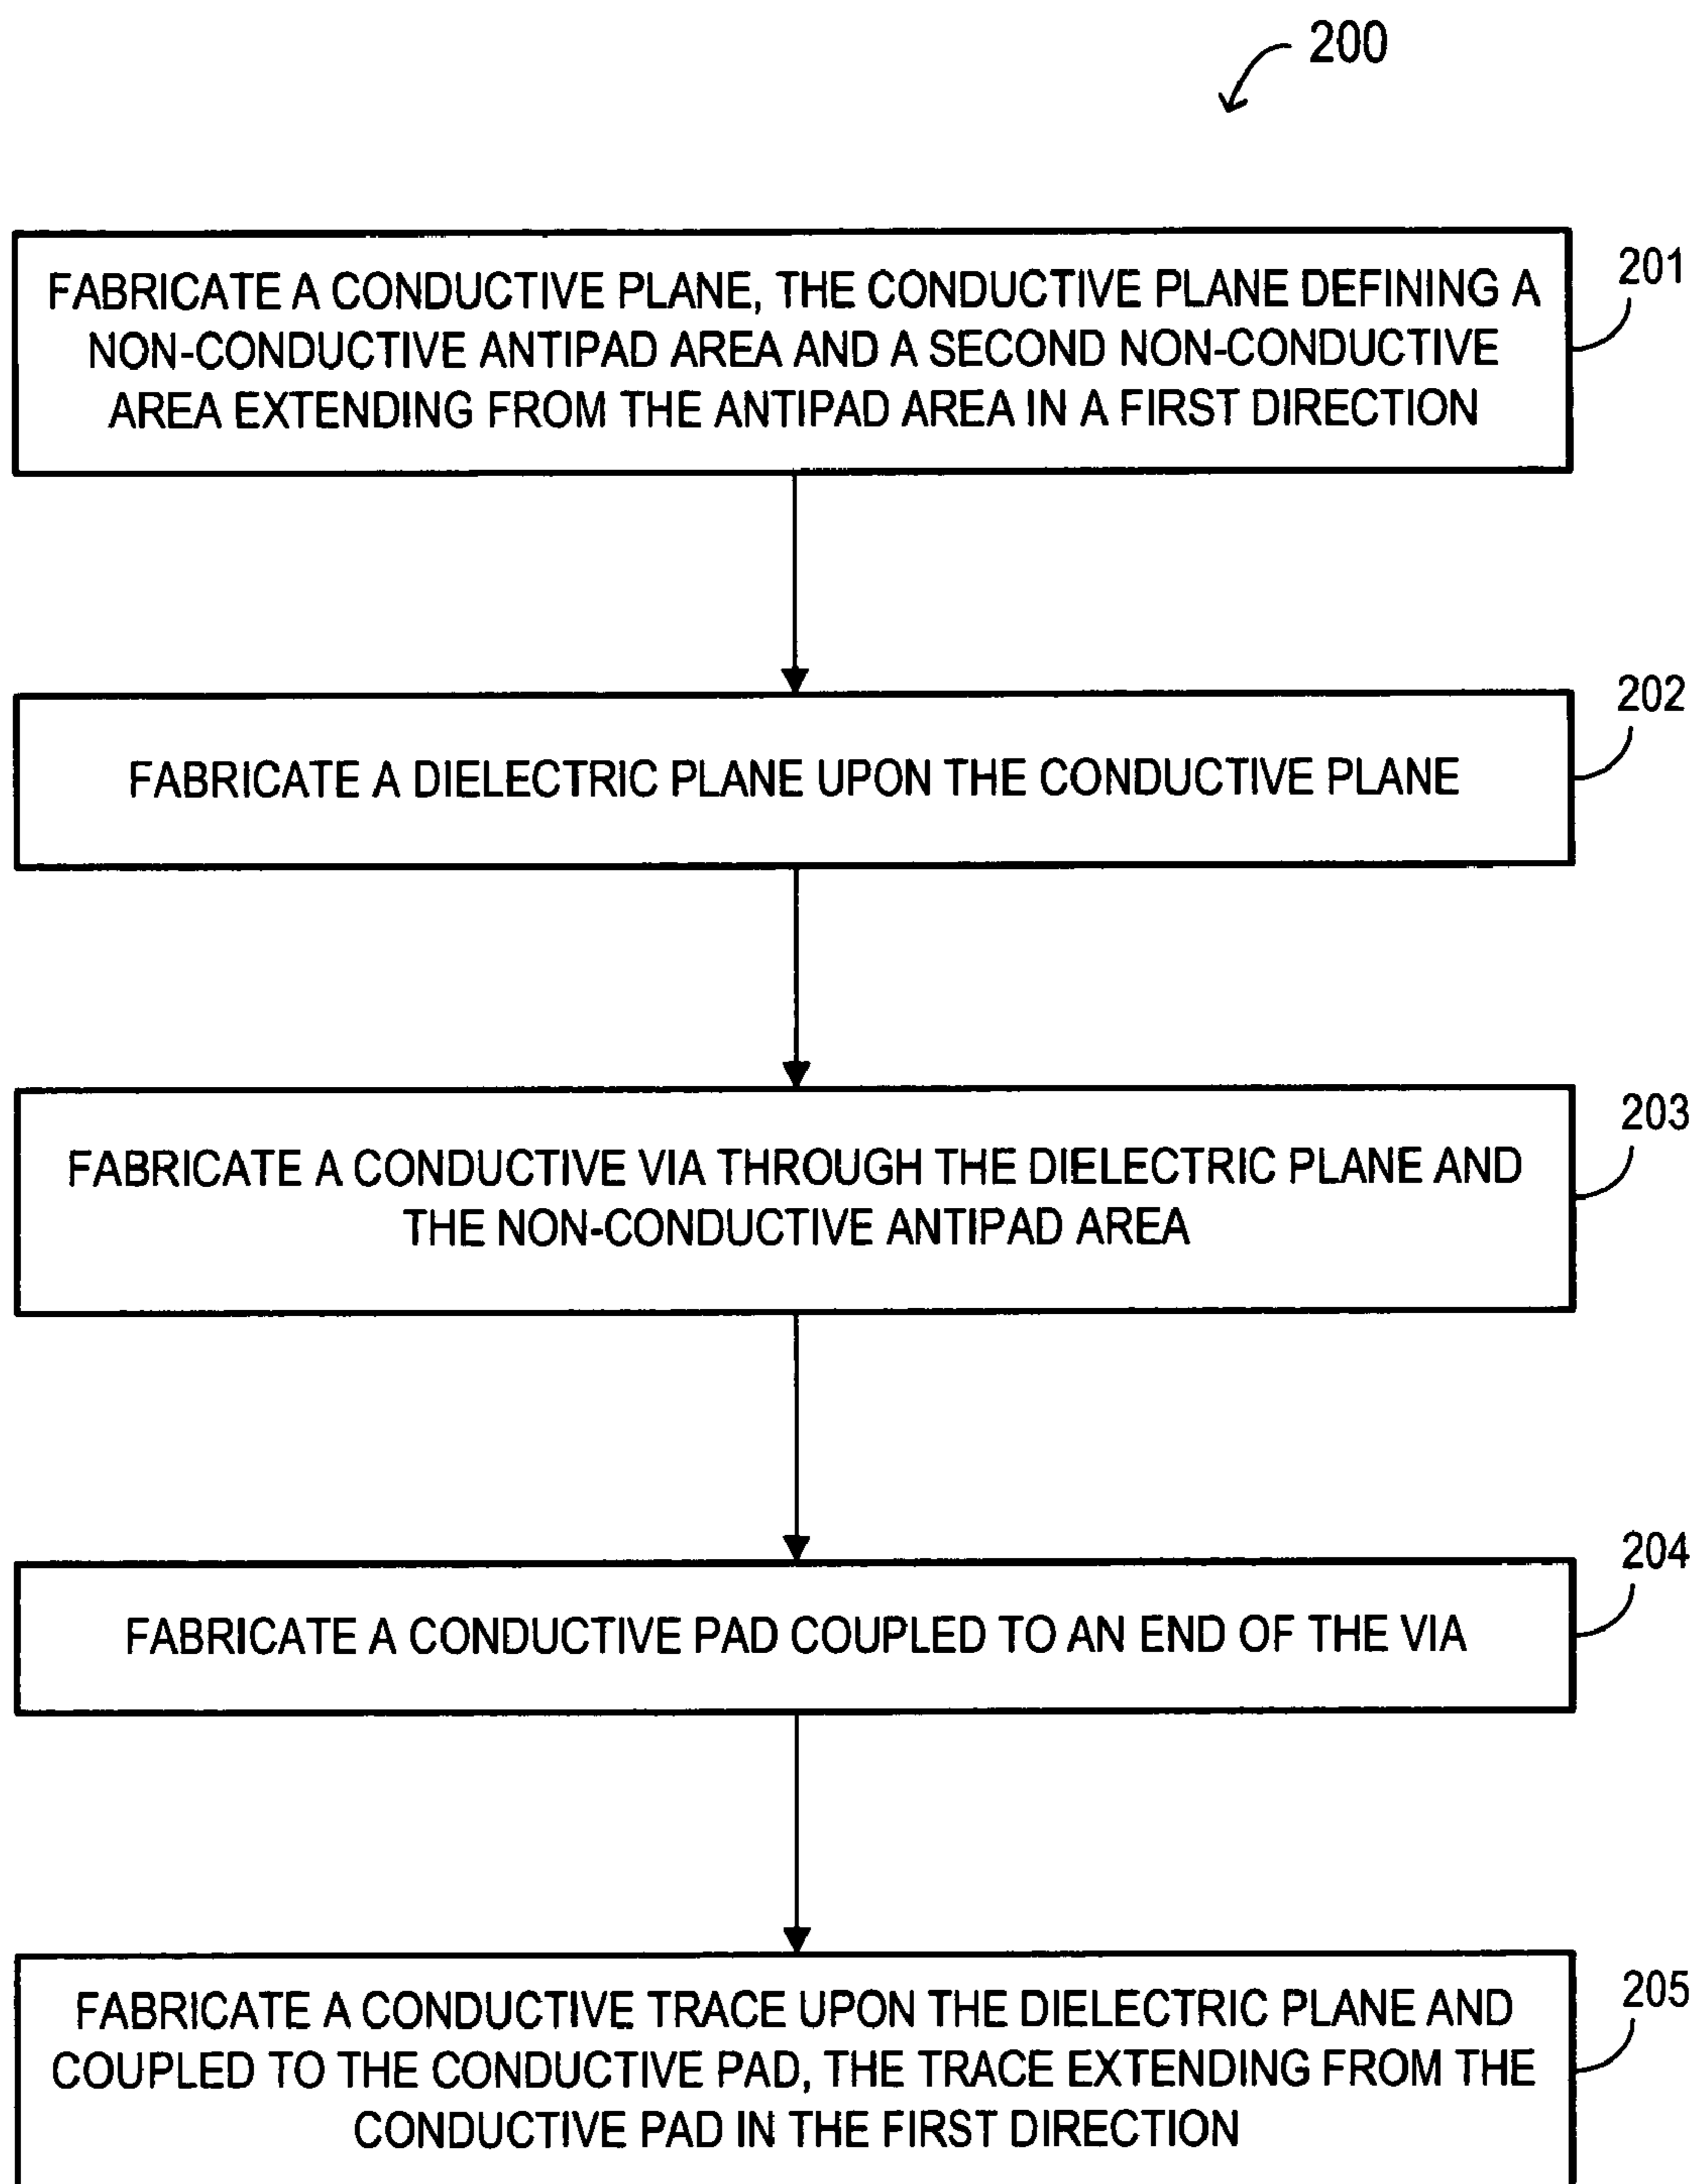 200
FABRICATE A CONDUCTIVE PLANE, THE CONDUCTIVE PLANE DEFINING A
NON-CONDUCTIVE ANTIPAD AREA AND A SECOND NON-CONDUCTIVE
AREA EXTENDING FROM THE ANTIPAD AREA IN A FIRST DIRECTION
201
FABRICATE A DIELECTRIC PLANE UPON THE CONDUCTIVE PLANE
202
FABRICATE A CONDUCTIVE VIA THROUGH THE DIELECTRIC PLANE AND
THE NON-CONDUCTIVE ANTIPAD AREA
203
FABRICATE A CONDUCTIVE PAD COUPLED TO AN END OF THE VIA
204
FABRICATE A CONDUCTIVE TRACE UPON THE DIELECTRIC PLANE AND
COUPLED TO THE CONDUCTIVE PAD, THE TRACE EXTENDING FROM THE
CONDUCTIVE PAD IN THE FIRST DIRECTION
205